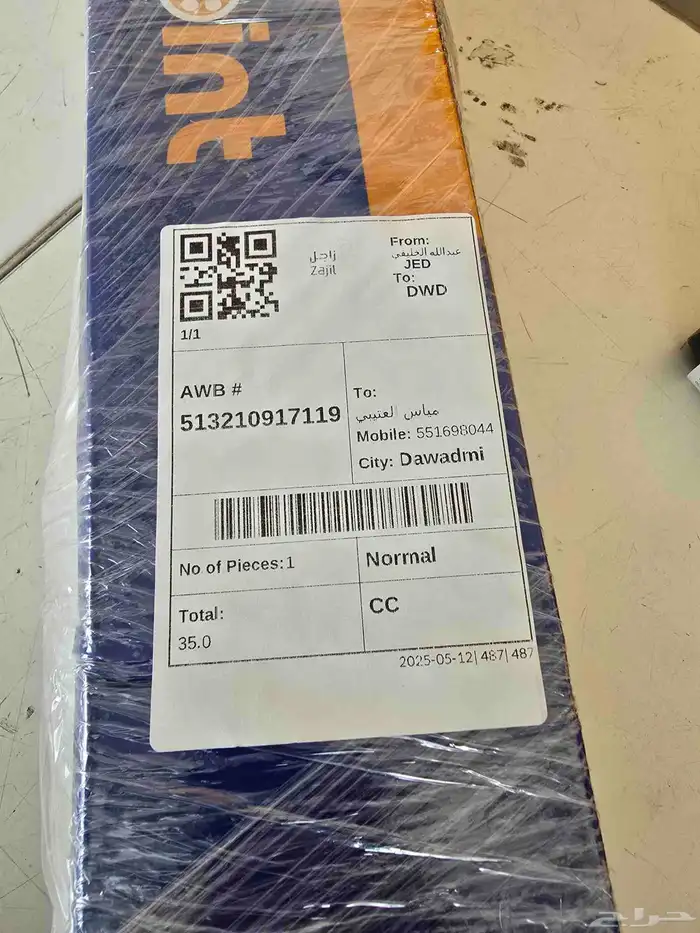 int
زاجل
Zajil
From:
عبدالله الخليفي
JED
To:
DWD
1/1
AWB #
513210917119
To:
مياس العتيبي
Mobile: 551698044
City: Dawadmi
No of Pieces:1
Normal
Total:
35.0
CC
2025-05-12| 487| 487
حراج